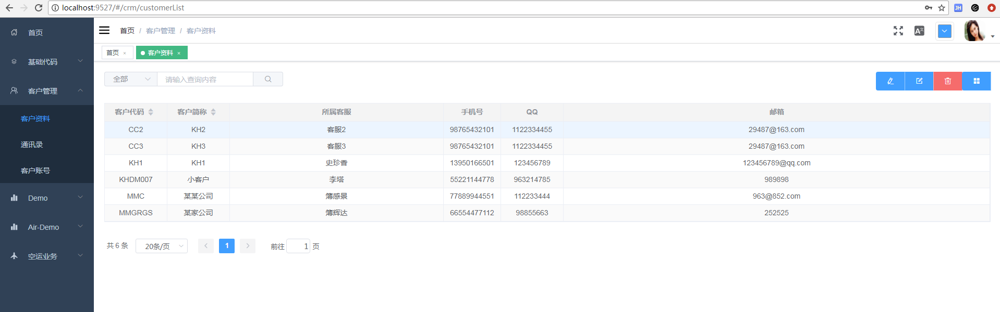 localhost:9527/#/crm/customerList
JH
首页
基础代码
客户管理
客户资料
通讯录
客户账号
Demo
Air-Demo
空运业务
首页 / 客户管理 / 客户资料
首页 × 客户资料 ×
全部 请输入查询内容
客户代码 客户简称 所属客服 手机号 QQ 邮箱
CC2 KH2 客服2 98765432101 1122334455 29487@163.com
CC3 KH3 客服3 98765432101 1122334455 29487@163.com
KH1 KH1 史珍香 13950166501 123456789 123456789@qq.com
KHDM007 小客户 李塔 55221144778 963214785 989898
MMC 某某公司 簿感景 77889944551 112233444 963@852.com
MMGRGS 某家公司 簿辉达 66554477112 98855663 252525
共 6 条 20条/页 1 前往 1 页